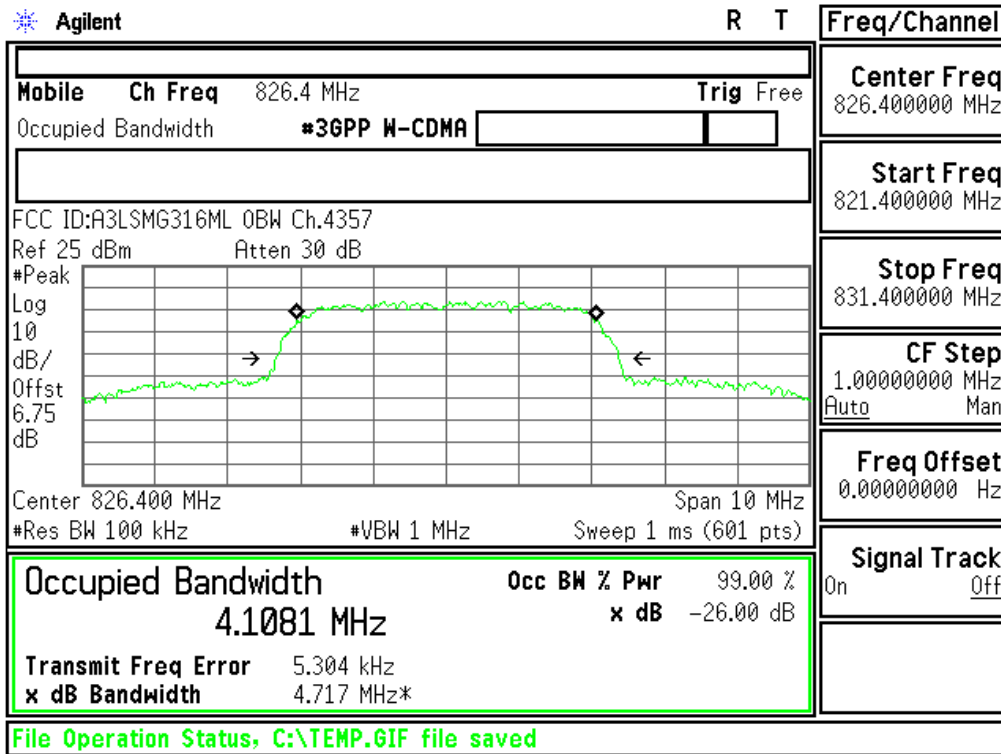 Agilent R T
Mobile Ch Freq 826.4 MHz Trig Free
Occupied Bandwidth #3GPP W-CDMA
FCC ID:A3LSMG316ML OBW Ch.4357
Ref 25 dBm Atten 30 dB
#Peak
Log
10
dB/
Offst
6.75
dB
Center 826.400 MHz Span 10 MHz
#Res BW 100 kHz #VBW 1 MHz Sweep 1 ms (601 pts)
Occupied Bandwidth Occ BW % Pwr 99.00 %
4.1081 MHz x dB -26.00 dB
Transmit Freq Error 5.304 kHz
x dB Bandwidth 4.717 MHz*
File Operation Status, C:\TEMP.GIF file saved
Freq/Channel
Center Freq
826.400000 MHz
Start Freq
821.400000 MHz
Stop Freq
831.400000 MHz
CF Step
1.00000000 MHz
Auto Man
Freq Offset
0.00000000 Hz
Signal Track
On Off